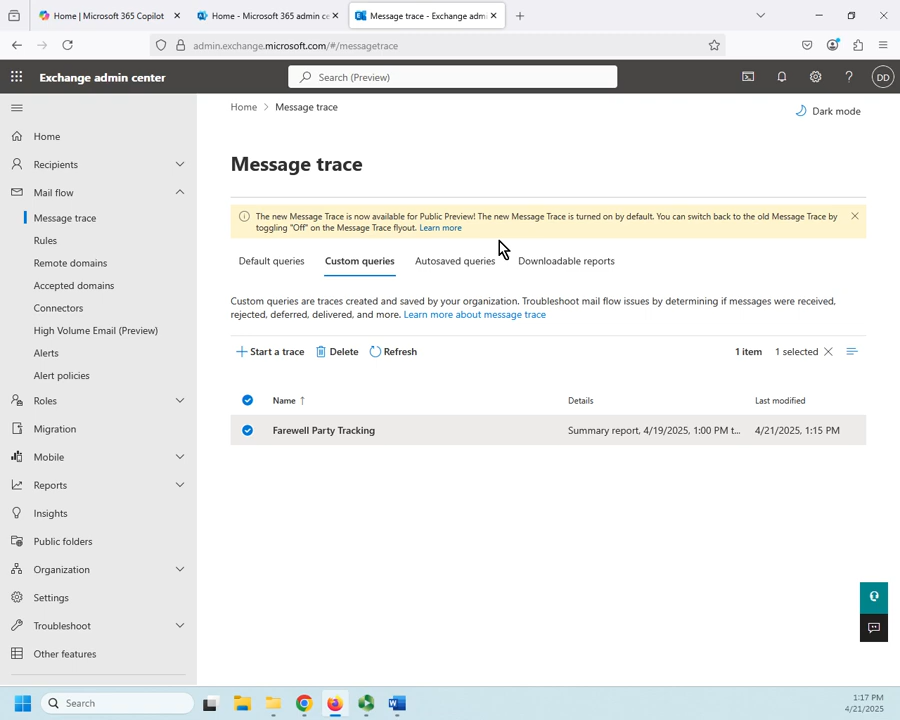 Home | Microsoft 365 Copilot
Home - Microsoft 365 admin ce
Message trace - Exchange admi
admin.exchange.microsoft.com/#/messagetrace
Exchange admin center
Search (Preview)
DD
Home
Recipients
Mail flow
Message trace
Rules
Remote domains
Accepted domains
Connectors
High Volume Email (Preview)
Alerts
Alert policies
Roles
Migration
Mobile
Reports
Insights
Public folders
Organization
Settings
Troubleshoot
Other features
Home > Message trace
Dark mode
Message trace
The new Message Trace is now available for Public Preview! The new Message Trace is turned on by default. You can switch back to the old Message Trace by
toggling "Off" on the Message Trace flyout. Learn more
Default queries Custom queries Autosaved queries Downloadable reports
Custom queries are traces created and saved by your organization. Troubleshoot mail flow issues by determining if messages were received,
rejected, deferred, delivered, and more. Learn more about message trace
Start a trace Delete Refresh 1 item 1 selected
Name ↑ Details Last modified
Farewell Party Tracking Summary report, 4/19/2025, 1:00 PM t... 4/21/2025, 1:15 PM
Search
1:17 PM
4/21/2025